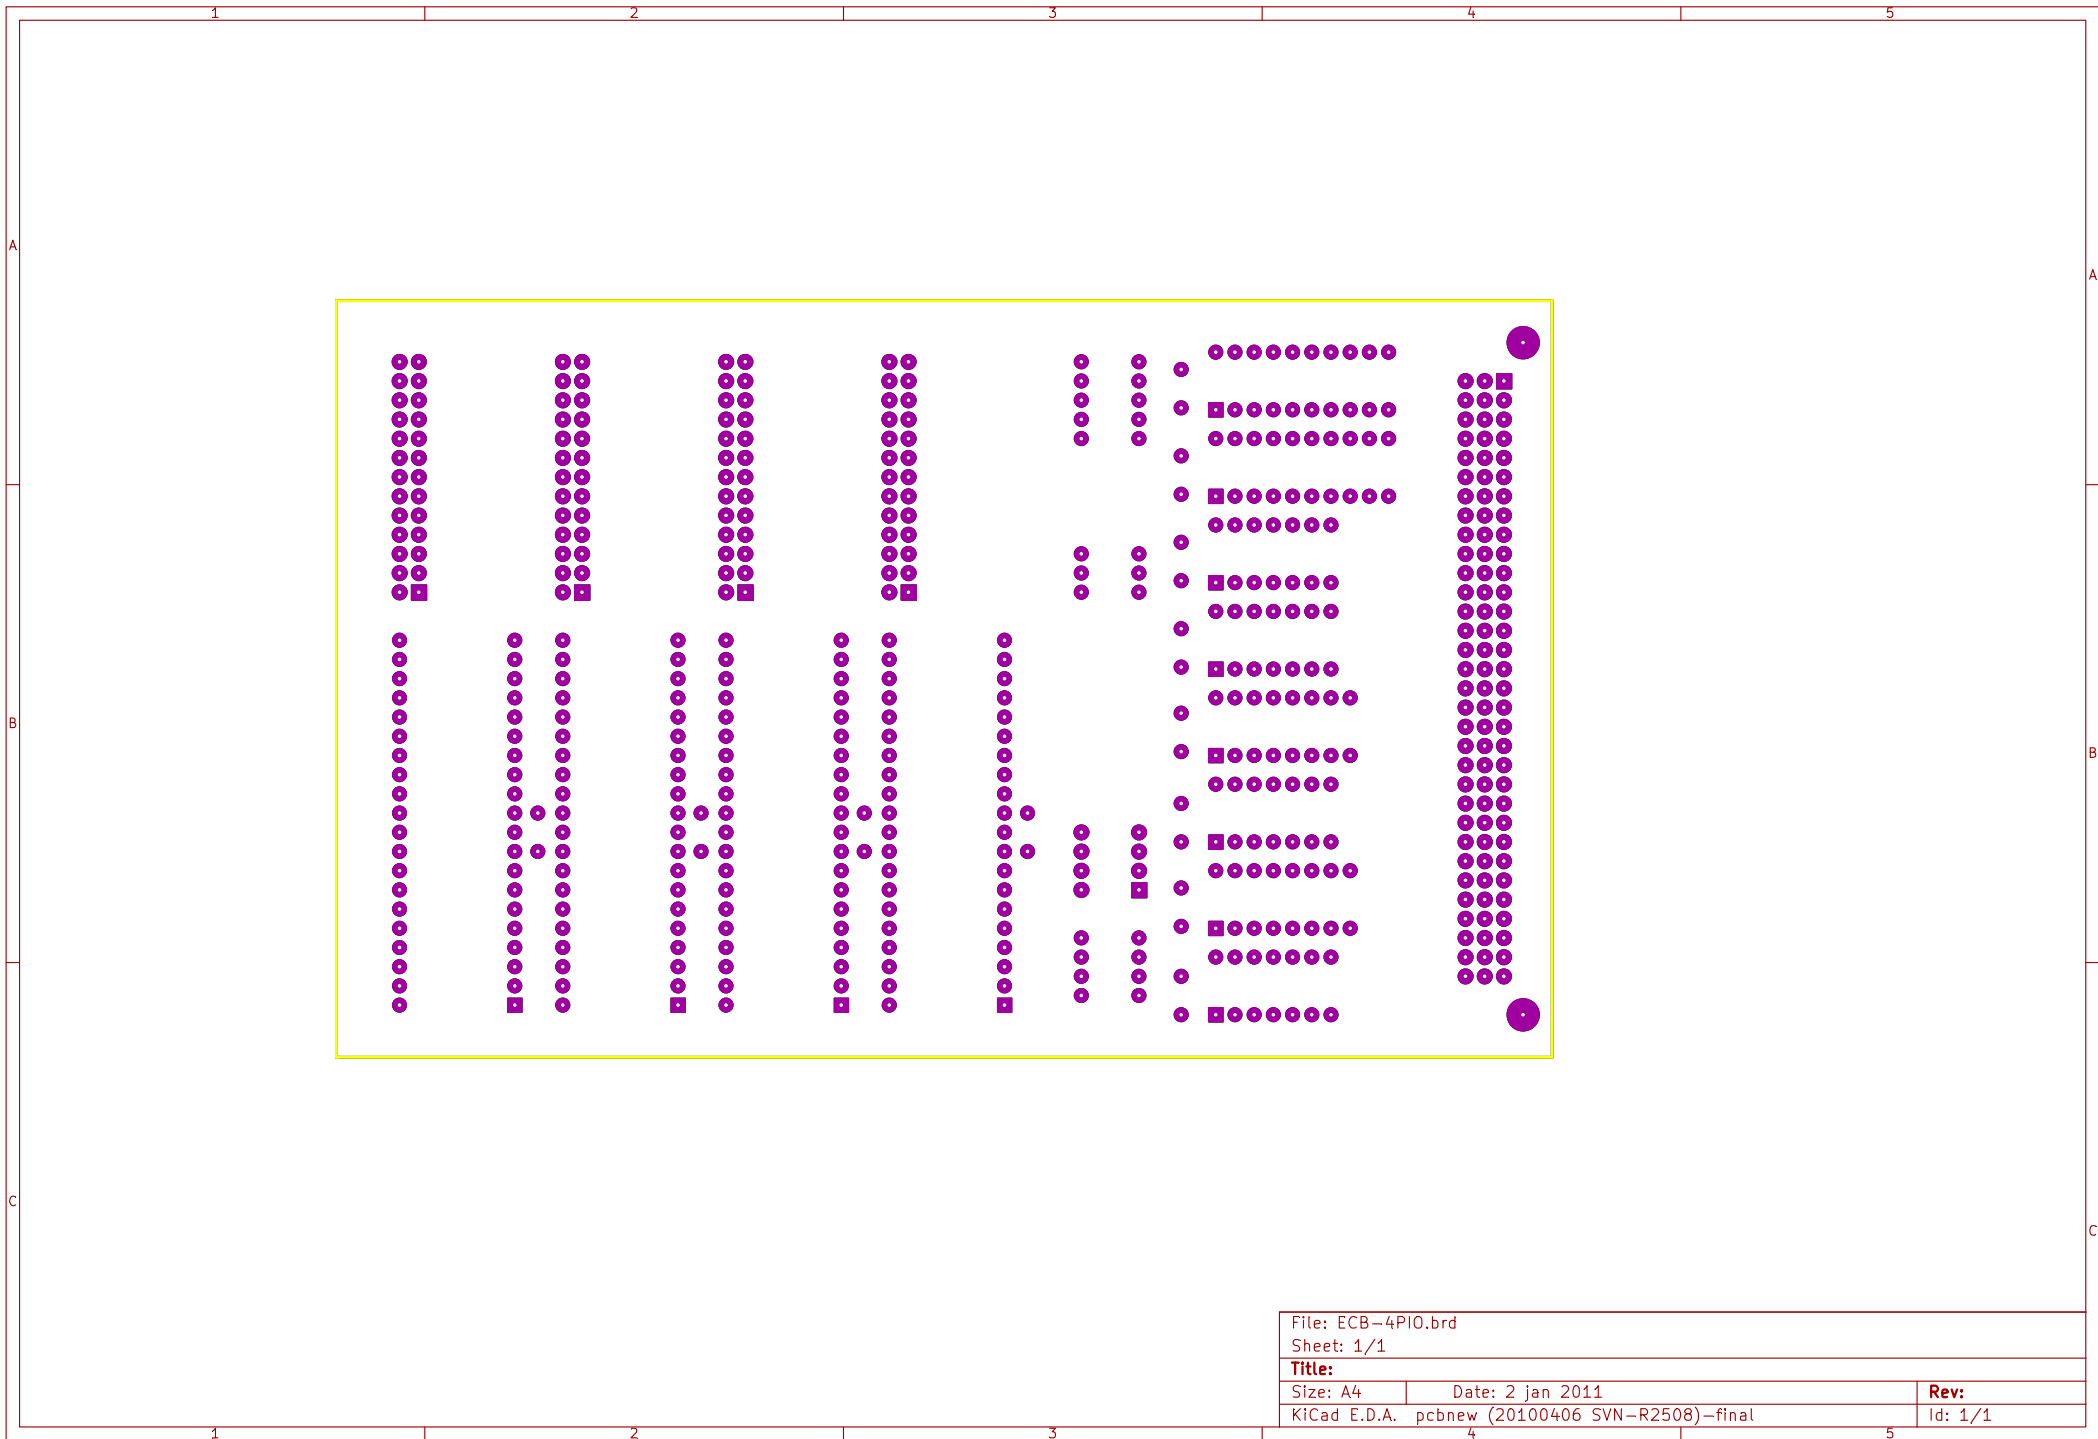 1 2 3 4 5
A
A
B
B
C
C
File: ECB-4PIO.brd
Sheet: 1/1
Title:
Size: A4 Date: 2 jan 2011 Rev:
KiCad E.D.A. pcbnew (20100406 SVN-R2508)-final Id: 1/1
1 2 3 4 5